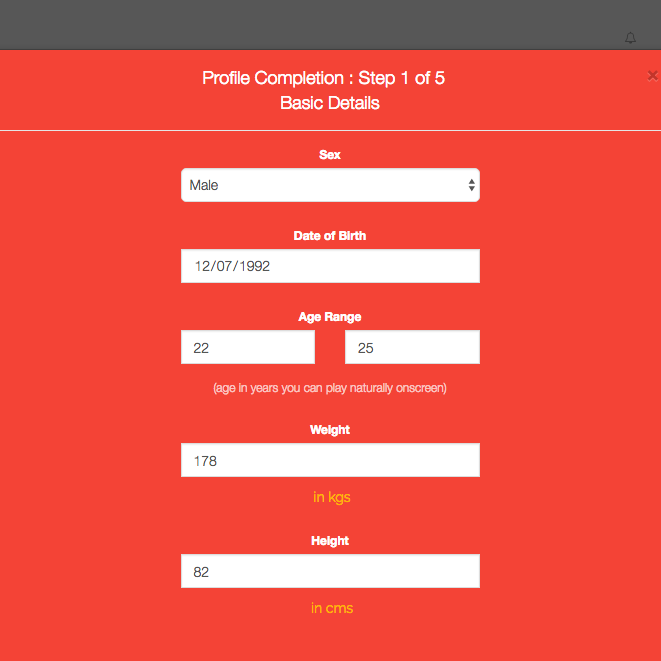 Profile Completion : Step 1 of 5
×
Basic Details
Sex
Male
Date of Birth
12/07/1992
Age Range
22 25
(age in years you can play naturally onscreen)
Weight
178
in kgs
Height
82
in cms